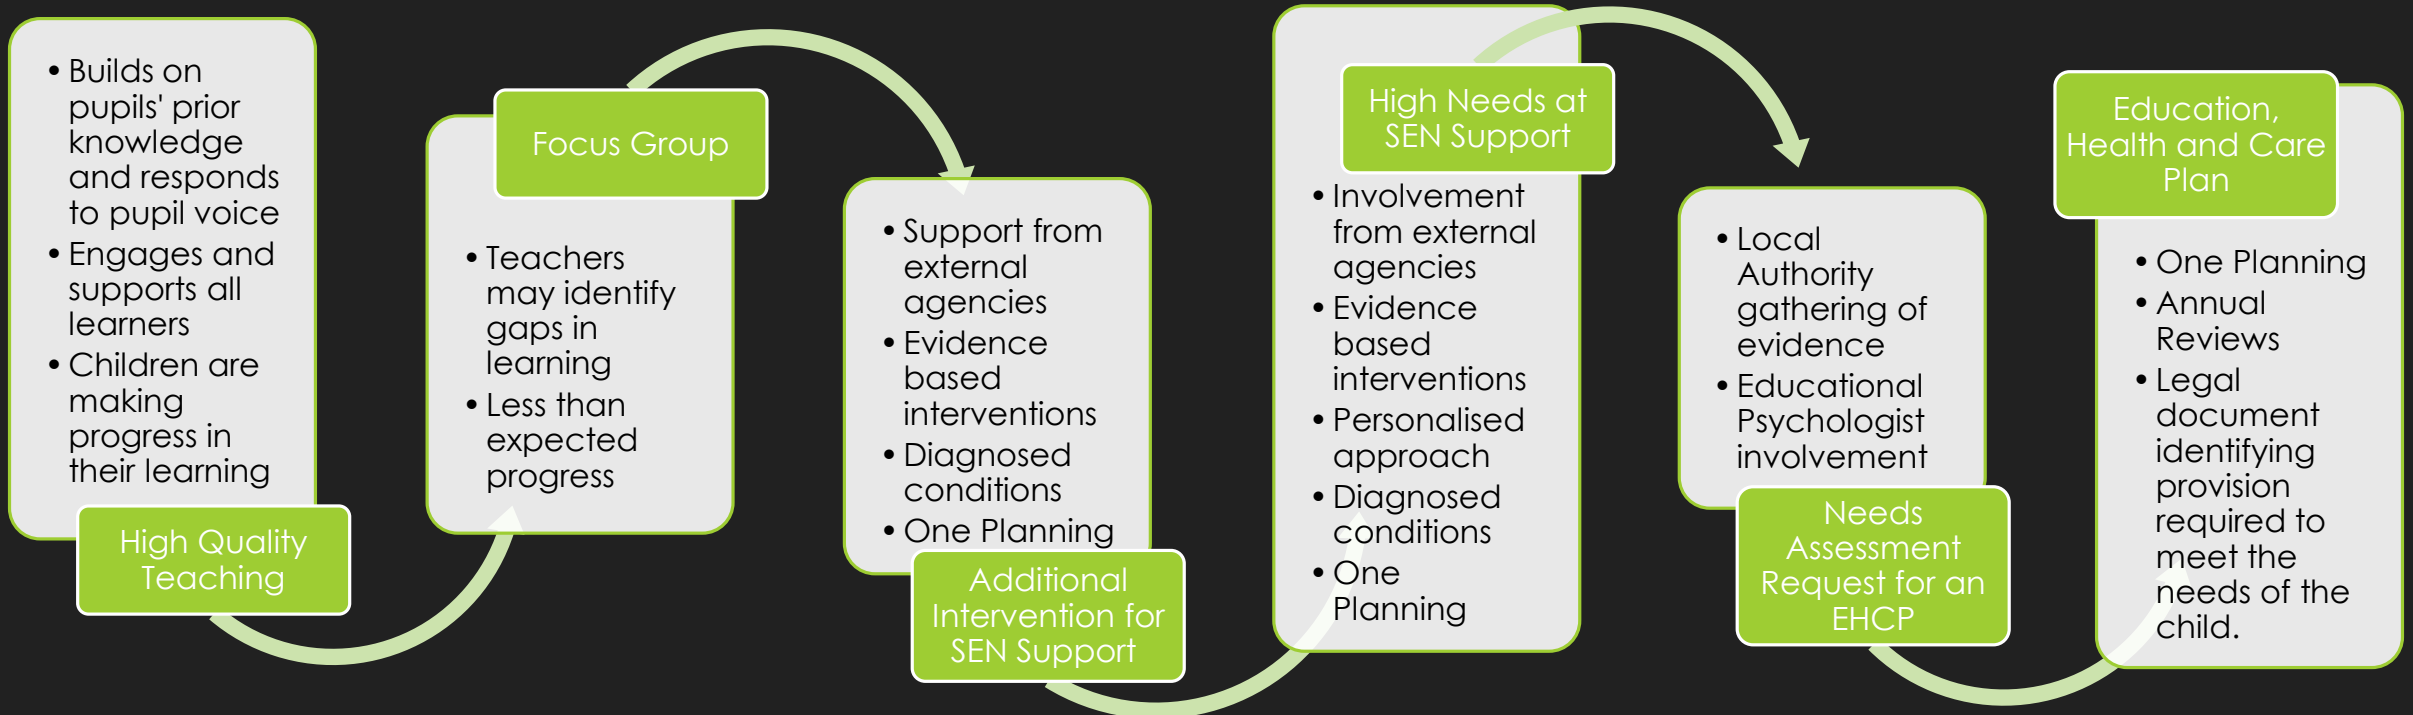 • Builds on
pupils' prior
knowledge
and responds
to pupil voice
• Engages and
supports all
learners
• Children are
making
progress in
their learning
High Quality
Teaching
Focus Group
• Teachers
may identify
gaps in
learning
• Less than
expected
progress
• Support from
external
agencies
• Evidence
based
interventions
• Diagnosed
conditions
• One Planning
Additional
Intervention for
SEN Support
High Needs at
SEN Support
• Involvement
from external
agencies
• Evidence
based
interventions
• Personalised
approach
• Diagnosed
conditions
• One
Planning
• Local
Authority
gathering of
evidence
• Educational
Psychologist
involvement
Needs
Assessment
Request for an
EHCP
Education,
Health and Care
Plan
• One Planning
• Annual
Reviews
• Legal
document
identifying
provision
required to
meet the
needs of the
child.